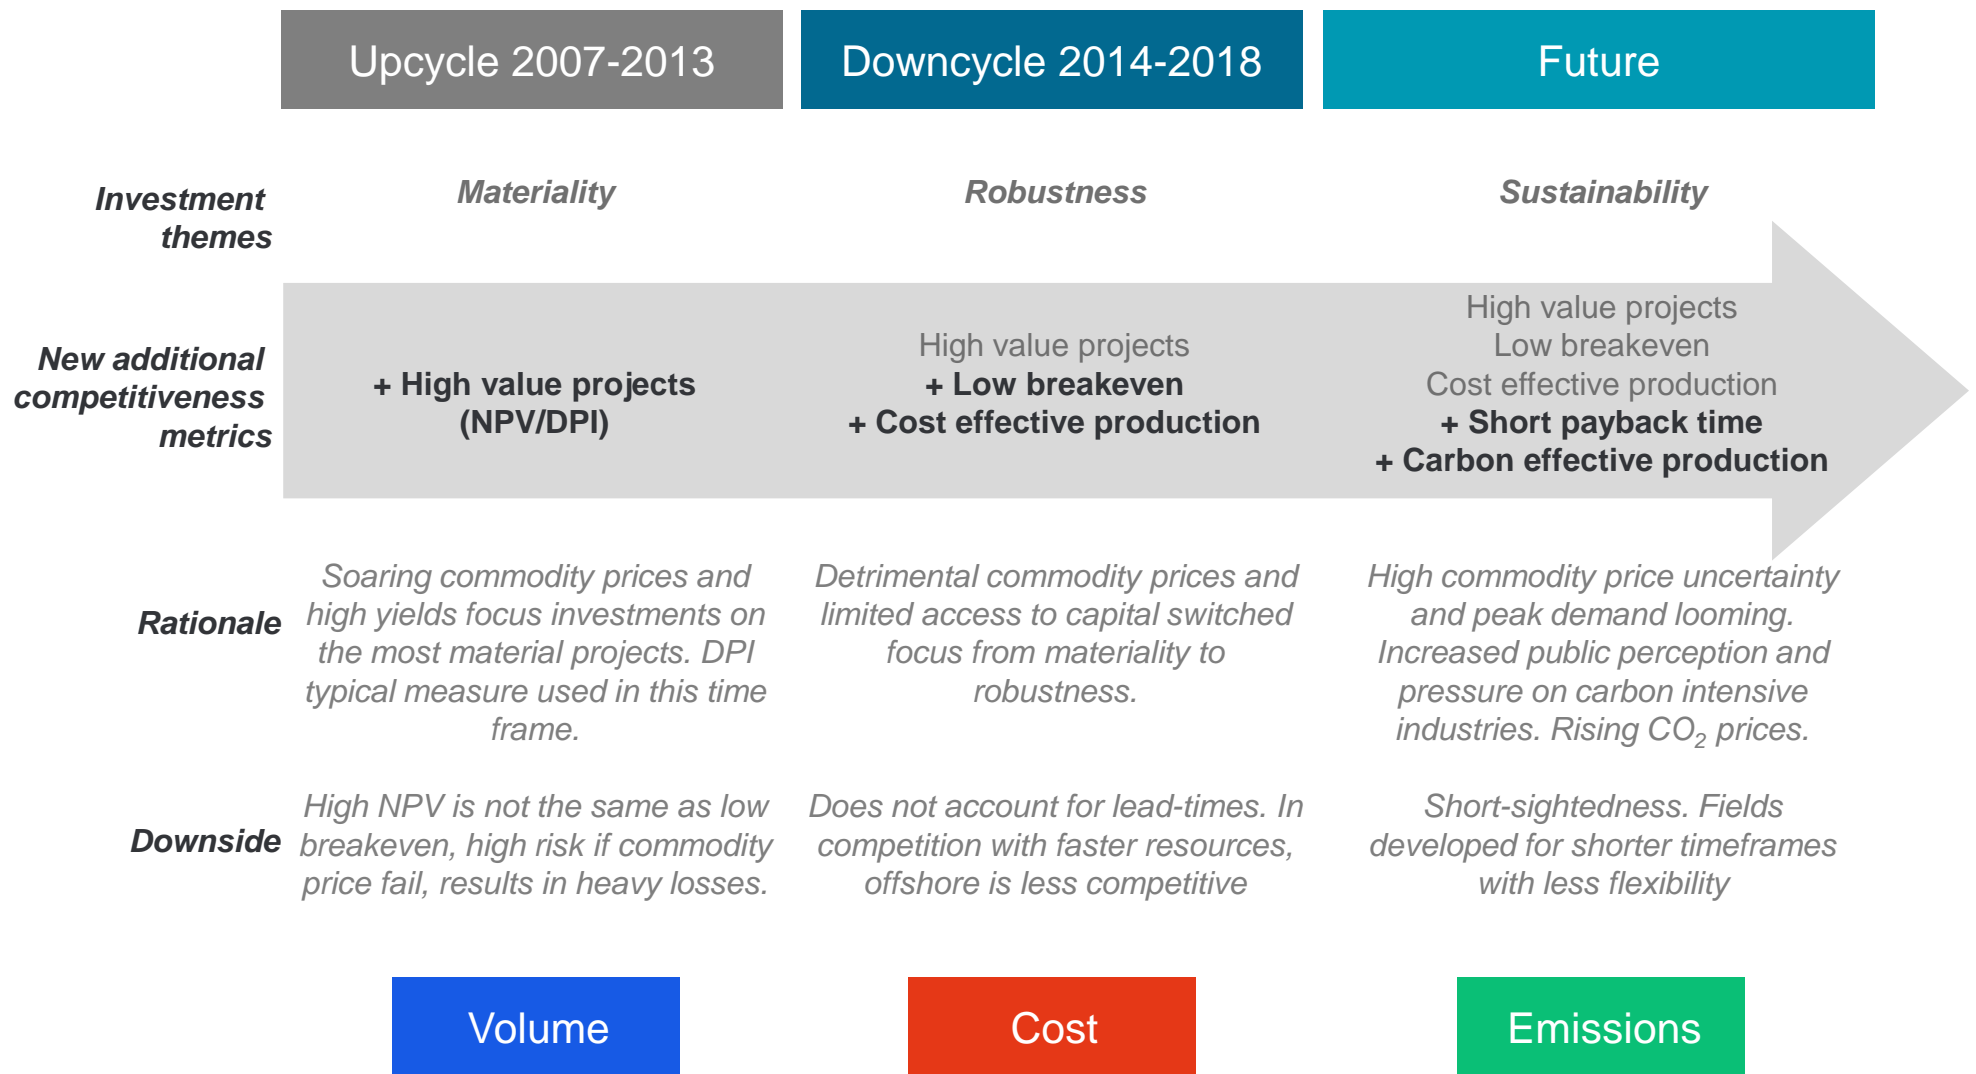 Upcycle 2007-2013
Downcycle 2014-2018
Future
Investment
themes
Materiality
Robustness
Sustainability
New additional
competitiveness
metrics
+ High value projects
(NPV/DPI)
High value projects
+ Low breakeven
+ Cost effective production
High value projects
Low breakeven
Cost effective production
+ Short payback time
+ Carbon effective production
Rationale
Soaring commodity prices and
high yields focus investments on
the most material projects. DPI
typical measure used in this time
frame.
Detrimental commodity prices and
limited access to capital switched
focus from materiality to
robustness.
High commodity price uncertainty
and peak demand looming.
Increased public perception and
pressure on carbon intensive
industries. Rising CO₂ prices.
Downside
High NPV is not the same as low
breakeven, high risk if commodity
price fail, results in heavy losses.
Does not account for lead-times. In
competition with faster resources,
offshore is less competitive
Short-sightedness. Fields
developed for shorter timeframes
with less flexibility
Volume
Cost
Emissions